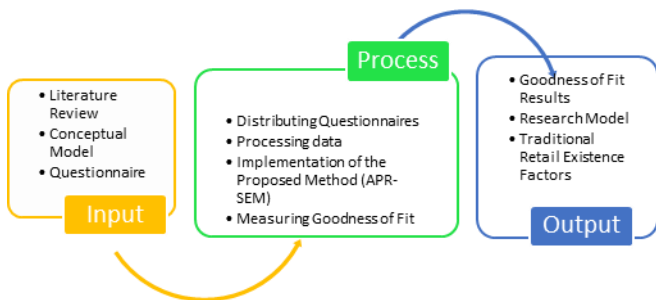 • Literature
Review
• Conceptual
Model
• Questionnaire
Input
Process
• Distributing Questionnaires
• Processing data
• Implementation of the
Proposed Method (APR-
SEM)
• Measuring Goodness of Fit
• Goodness of Fit
Results
• Research Model
• Traditional
Retail Existence
Factors
Output